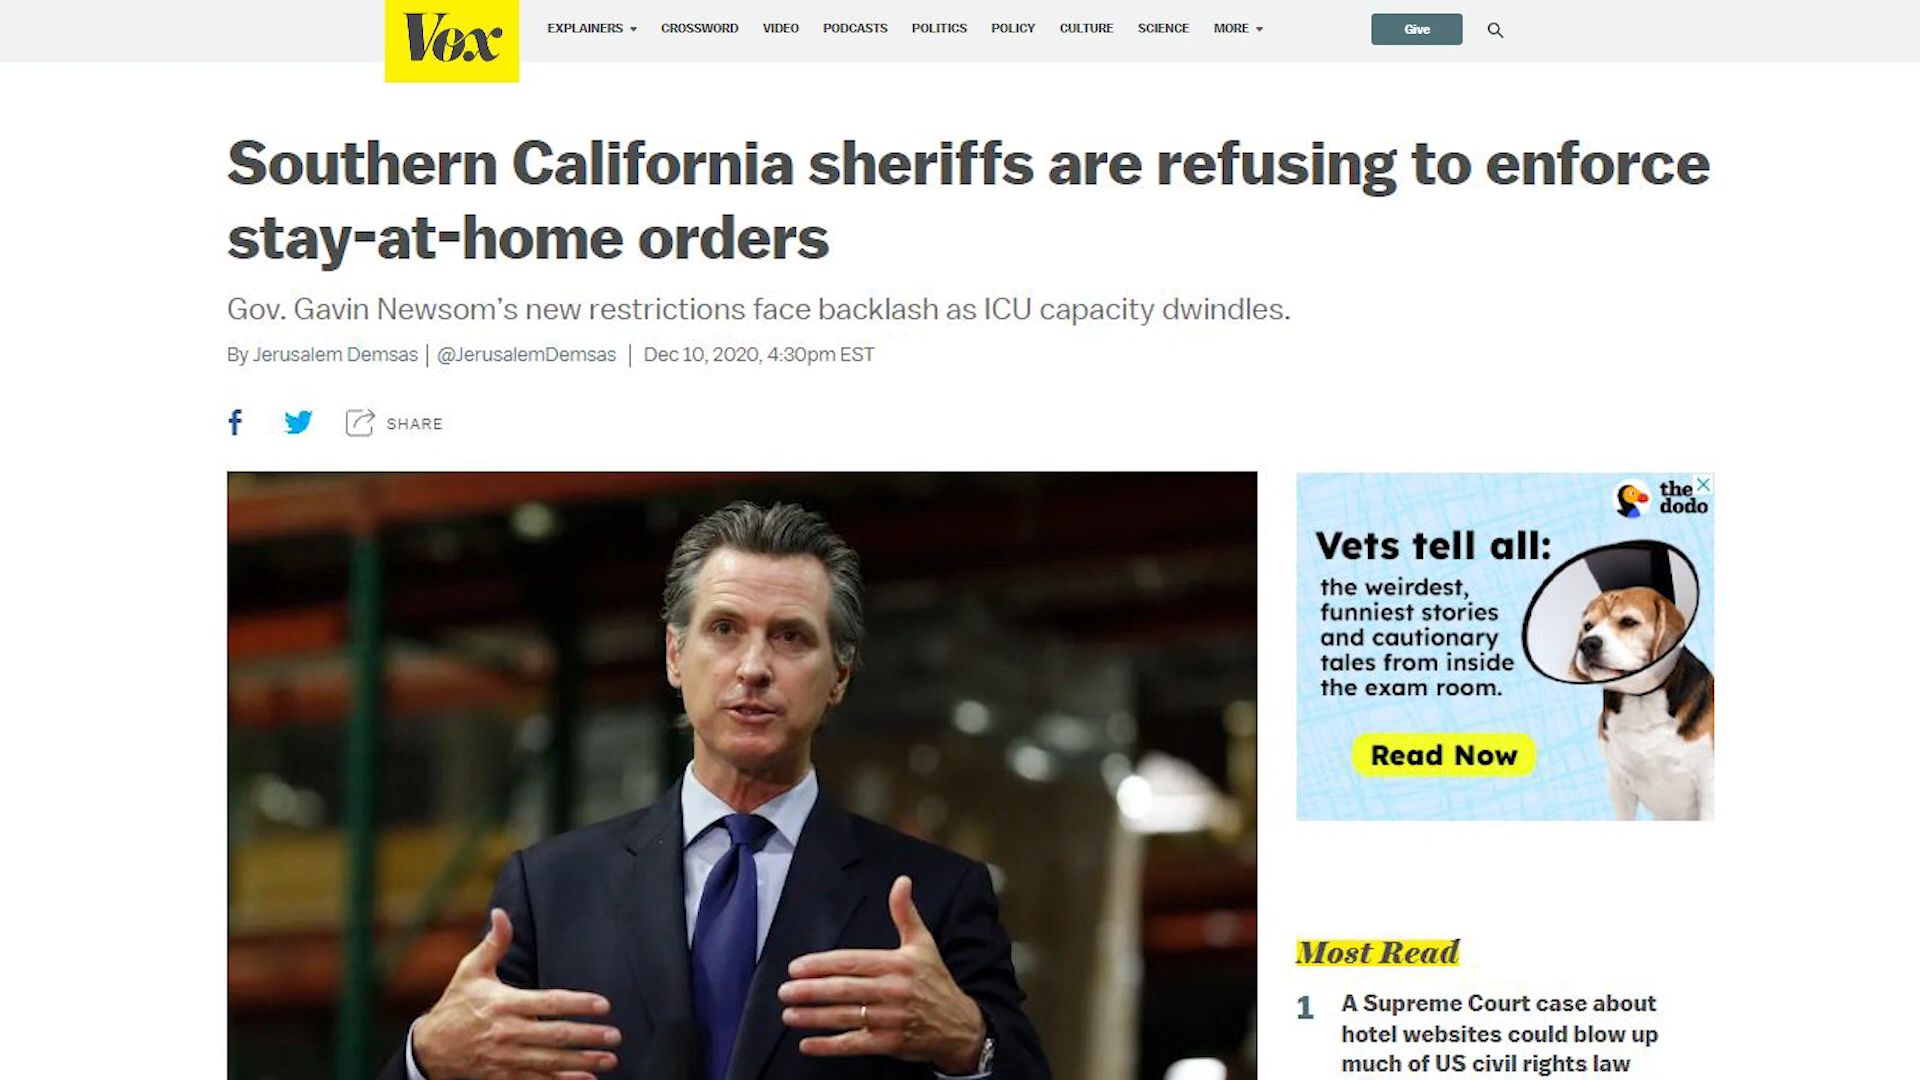 Vox
EXPLAINERS CROSSWORD VIDEO PODCASTS POLITICS POLICY CULTURE SCIENCE MORE
Give
Southern California sheriffs are refusing to enforce
stay-at-home orders
Gov. Gavin Newsom's new restrictions face backlash as ICU capacity dwindles.
By Jerusalem Demsas | @JerusalemDemsas | Dec 10, 2020, 4:30pm EST
SHARE
the
dodo
Vets tell all:
the weirdest,
funniest stories
and cautionary
tales from inside
the exam room.
Read Now
Most Read
1 A Supreme Court case about
hotel websites could blow up
much of US civil rights law